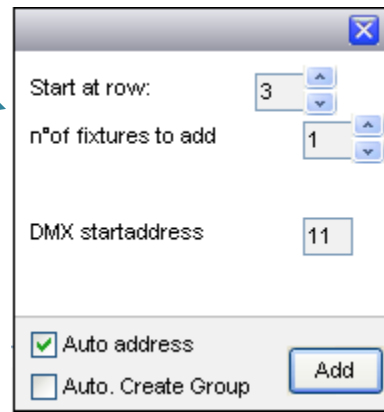 Start at row: 3
n°of fixtures to add 1
DMX startaddress 11
Auto address
Auto. Create Group
Add